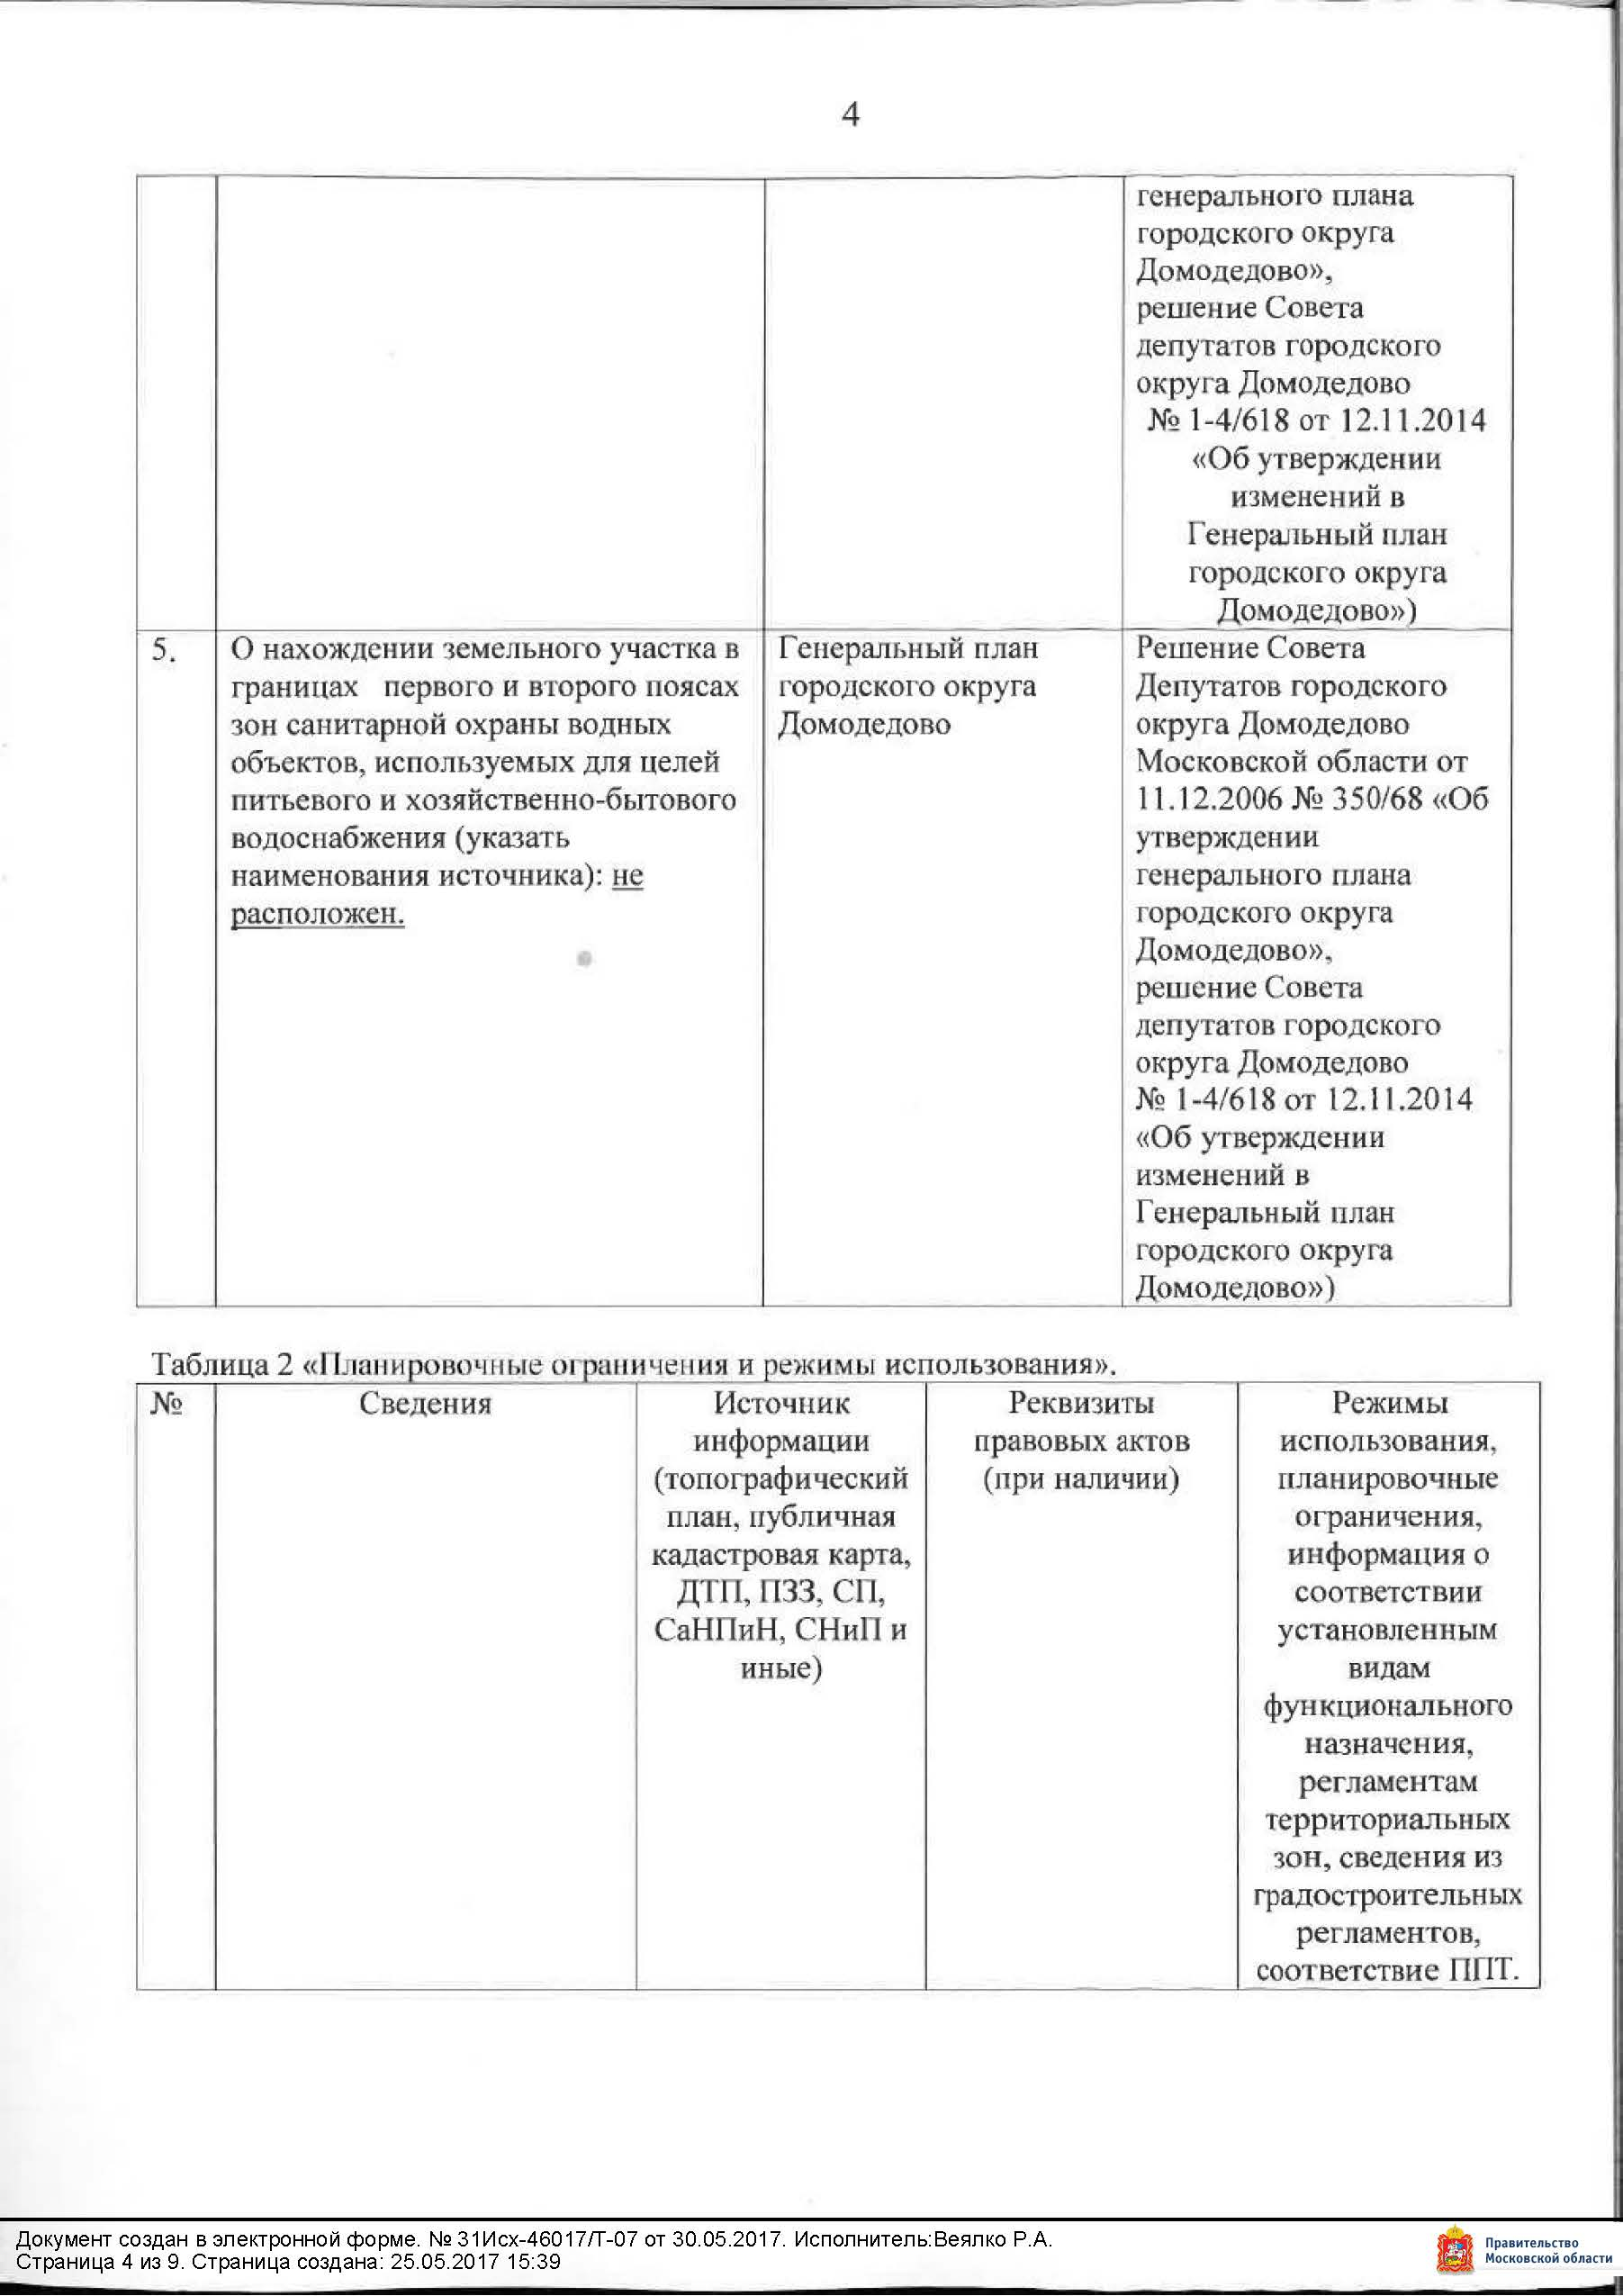 4
генерального плана
городского округа
Домодедово»,
решение Совета
депутатов городского
округа Домодедово
№ 1-4/618 от 12.11.2014
«Об утверждении
изменений в
Генеральный план
городского округа
Домодедово»)
5.
О нахождении земельного участка в
границах первого и второго поясах
зон санитарной охраны водных
объектов, используемых для целей
питьевого и хозяйственно-бытового
водоснабжения (указать
наименования источника): не
расположен.
Генеральный план
городского округа
Домодедово
Решение Совета
Депутатов городского
округа Домодедово
Московской области от
11.12.2006 № 350/68 «Об
утверждении
генерального плана
городского округа
Домодедово»,
решение Совета
депутатов городского
округа Домодедово
№ 1-4/618 от 12.11.2014
«Об утверждении
изменений в
Генеральный план
городского округа
Домодедово»)
Таблица 2 «Планировочные ограничения и режимы использования».
№
Сведения
Источник
информации
(топографический
план, публичная
кадастровая карта,
ДТП, ПЗЗ, СП,
СаНПиН, СНиП и
иные)
Реквизиты
правовых актов
(при наличии)
Режимы
использования,
планировочные
ограничения,
информация о
соответствии
установленным
видам
функционального
назначения,
регламентам
территориальных
зон, сведения из
градостроительных
регламентов,
соответствие ППТ.
Документ создан в электронной форме. № 31Исх-46017/Т-07 от 30.05.2017. Исполнитель:Веялко Р.А.
Страница 4 из 9. Страница создана: 25.05.2017 15:39
Правительство
Московской области